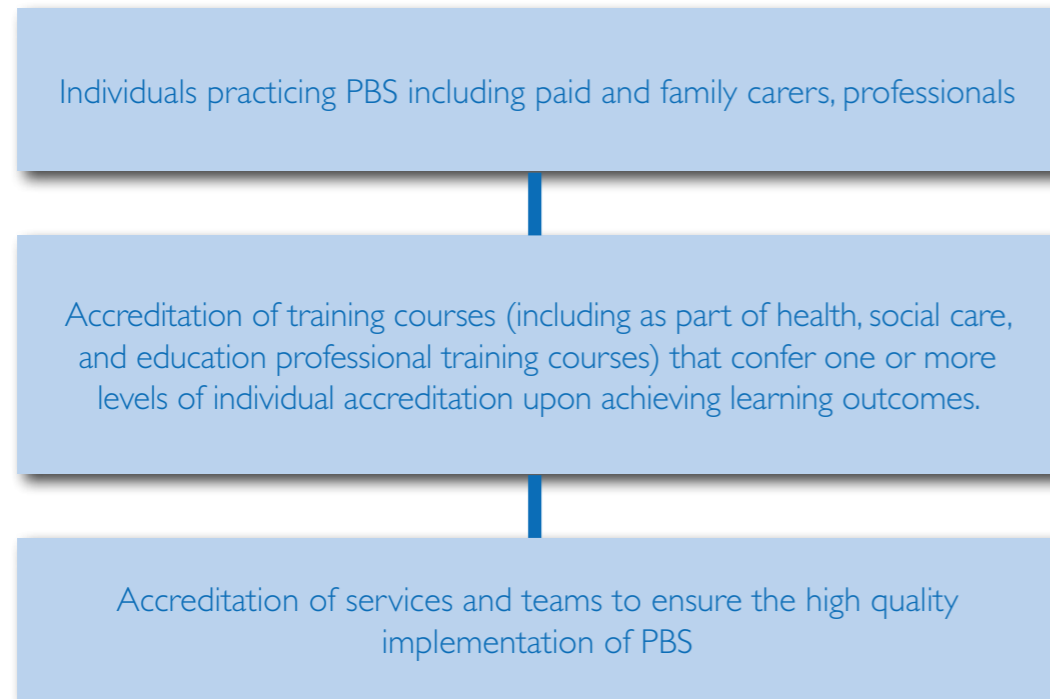 Individuals practicing PBS including paid and family carers, professionals
Accreditation of training courses (including as part of health, social care,
and education professional training courses) that confer one or more
levels of individual accreditation upon achieving learning outcomes.
Accreditation of services and teams to ensure the high quality
implementation of PBS